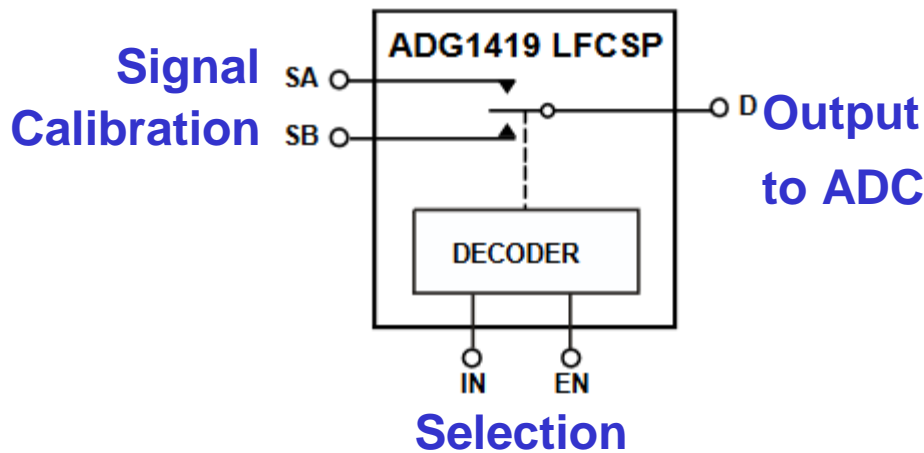 ADG1419 LFCSP
Signal SA
Calibration SB
D Output
to ADC
DECODER
IN EN
Selection